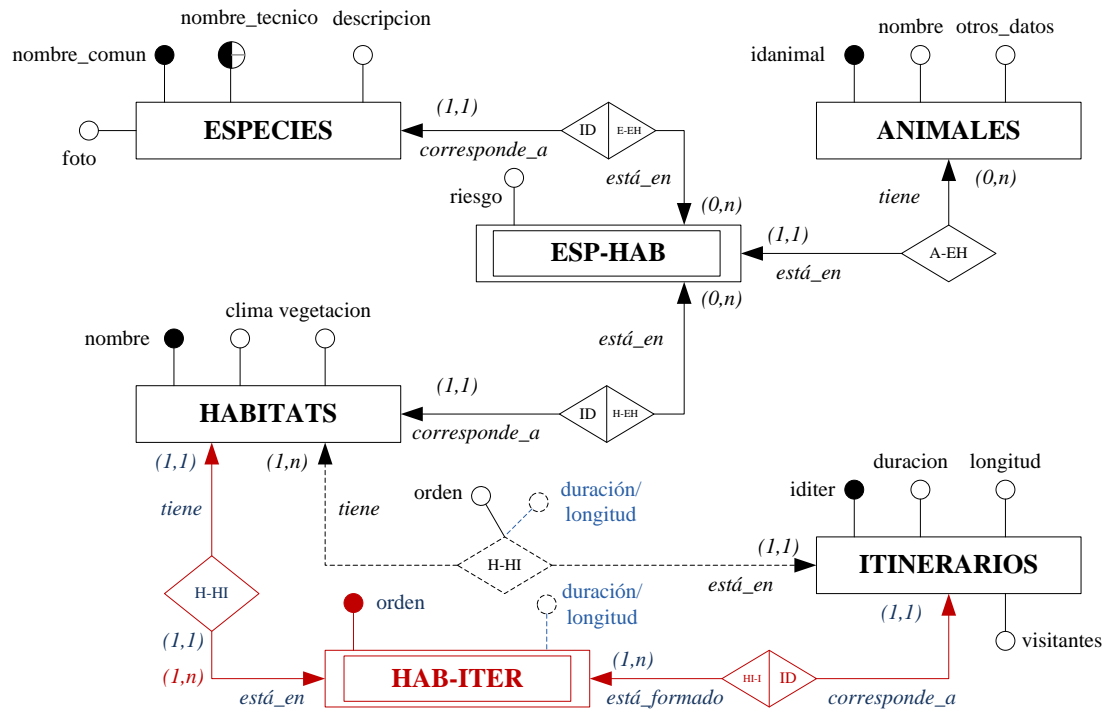 nombre_tecnico
descripcion
nombre_comun
foto
ESPECIES
(1,1)
corresponde_a
ID
E-EH
está_en
(0,n)
nombre
otros_datos
idanimal
ANIMALES
(0,n)
tiene
A-EH
(1,1)
está_en
riesgo
ESP-HAB
(0,n)
está_en
clima vegetacion
nombre
HABITATS
(1,1)
corresponde_a
ID
H-EH
(1,1)
(1,n)
tiene
tiene
orden
duración/
longitud
H-HI
(1,1)
está_en
duracion
longitud
iditer
ITINERARIOS
(1,1)
visitantes
H-HI
(1,1)
(1,n)
está_en
orden
duración/
longitud
HAB-ITER
(1,n)
está_formado
HI-I
ID
corresponde_a